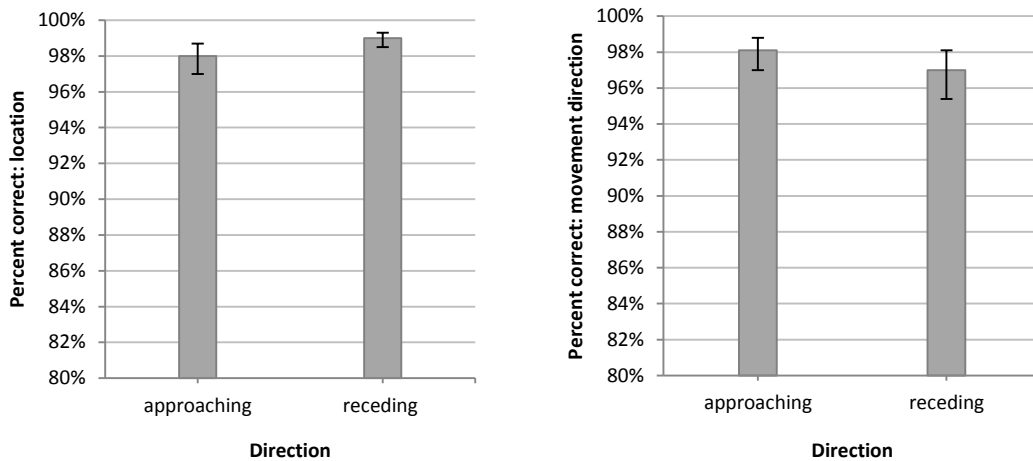 Percent correct: location
100%
98%
96%
94%
92%
90%
88%
86%
84%
82%
80%
approaching
receding
Direction
Percent correct: movement direction
100%
98%
96%
94%
92%
90%
88%
86%
84%
82%
80%
approaching
receding
Direction